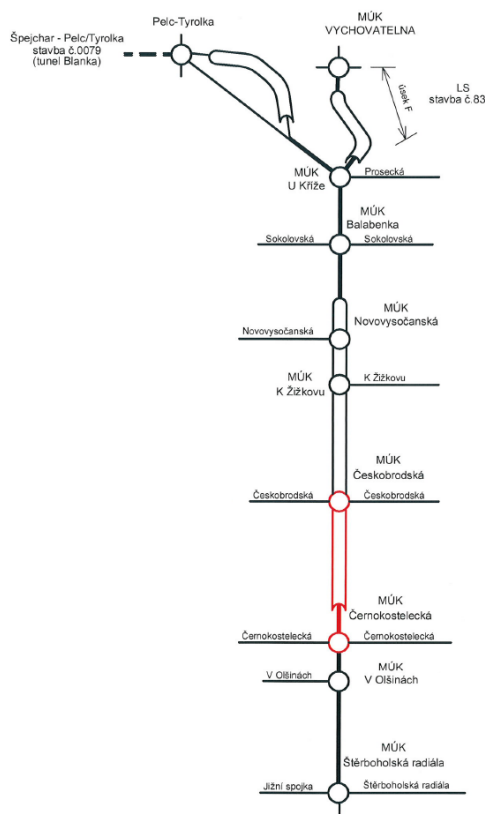 Pelc-Tyrolka
MÚK
VYCHOVATELNA
Špejchar - Pelc/Tyrolka
stavba č.0079
(tunel Blanka)
úsek F
LS
stavba č.83
MÚK
U Kříže
Prosecká
MÚK
Balabenka
Sokolovská
Sokolovská
MÚK
Novovysočanská
Novovysočanská
MÚK
K Žižkovu
K Žižkovu
MÚK
Českobrodská
Českobrodská
Českobrodská
MÚK
Černokostelecká
Černokostelecká
Černokostelecká
V Olšinách
MÚK
V Olšinách
MÚK
Štěrboholská radiála
Jižní spojka
Štěrboholská radiála